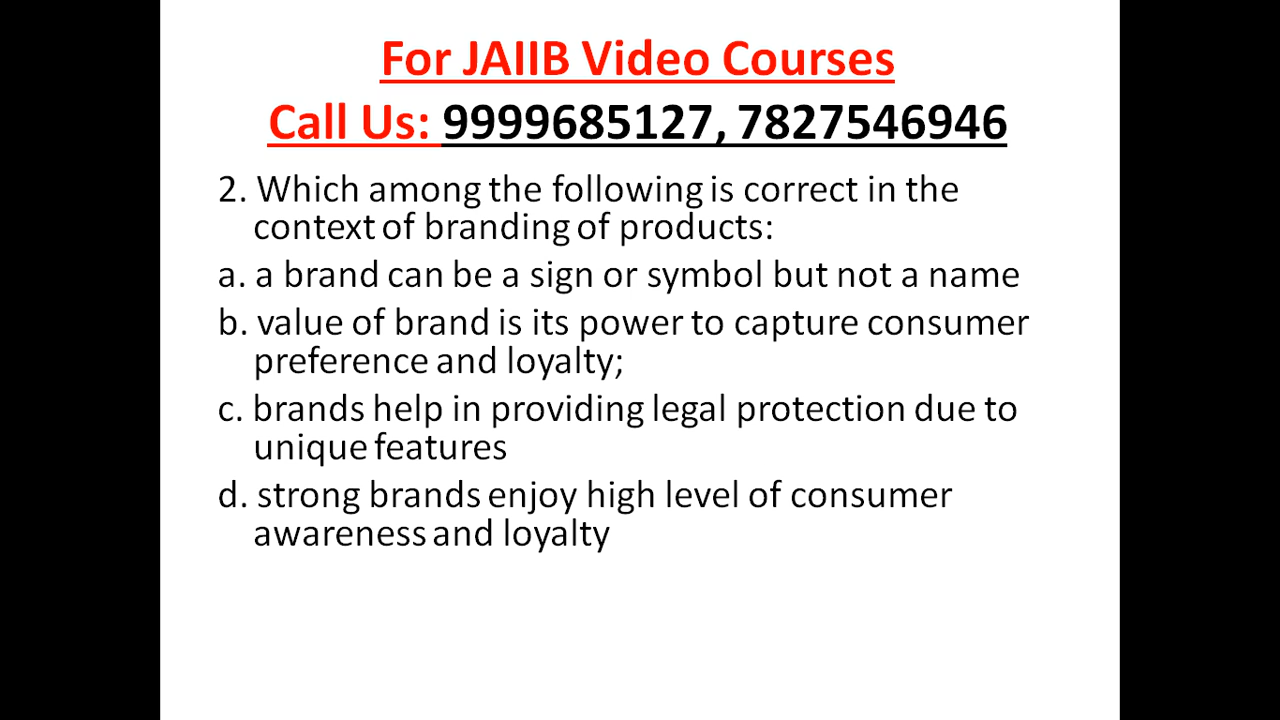 For JAIIB Video Courses
Call Us: 9999685127, 7827546946
2. Which among the following is correct in the
context of branding of products:
a. a brand can be a sign or symbol but not a name
b. value of brand is its power to capture consumer
preference and loyalty;
c. brands help in providing legal protection due to
unique features
d. strong brands enjoy high level of consumer
awareness and loyalty